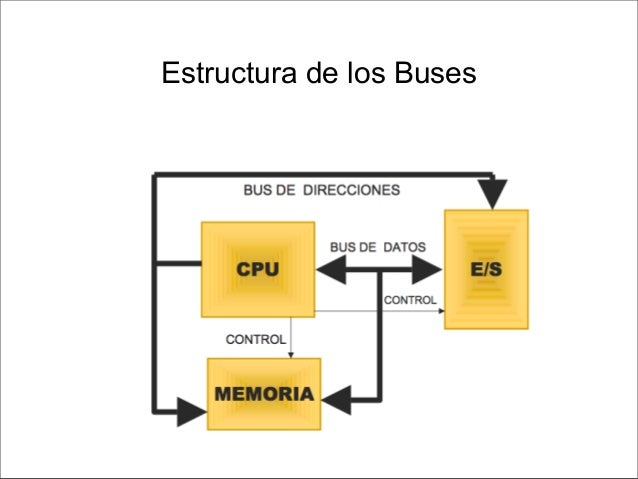 Estructura de los Buses
BUS DE DIRECCIONES
BUS DE DATOS
CPU
E/S
CONTROL
CONTROL
MEMORIA